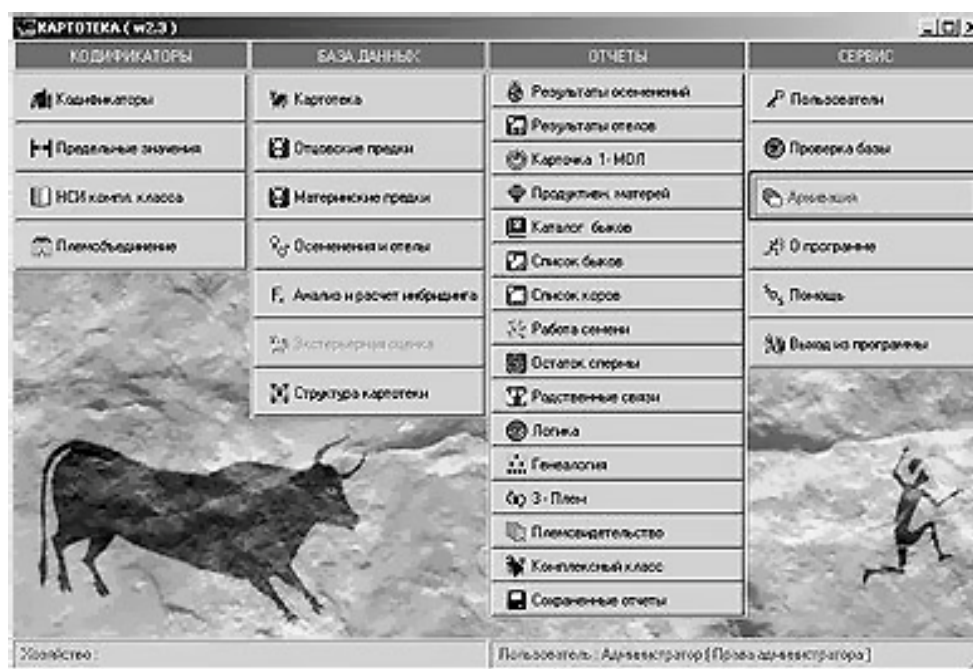 КАРТОТЕКА ( w2.3 )
КОДИФИКАТОРЫ
Кодификаторы
Предельные значения
НСИ компл. класса
Племобъединение
БАЗА ДАННЫХ
Картотека
Отцовские предки
Материнские предки
Осеменения и отелы
Анализ и расчет инбридинга
Экстерьерная оценка
Структура картотеки
ОТЧЕТЫ
Результаты осеменений
Результаты отелов
Карточка 1-МОЛ
Продуктивн. матерей
Каталог быков
Список быков
Список коров
Работа семени
Остаток спермы
Родственные связи
Логика
Генеалогия
3-Плем
Племсвидетельство
Комплексный класс
Сохраненные отчеты
СЕРВИС
Пользователи
Проверка базы
Архивация
О программе
Помощь
Выход из программы
Хозяйство :
Пользователь : Администратор [ Права администратора ]